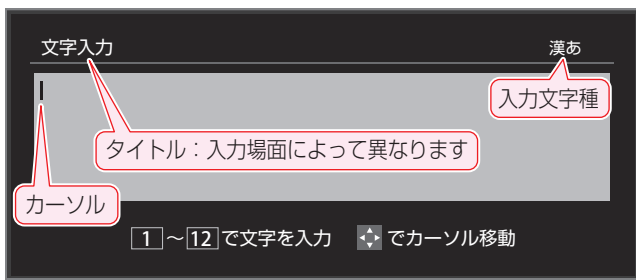 文字入力
漢あ
入力文字種
タイトル：入力場面によって異なります
カーソル
1～12で文字を入力 でカーソル移動